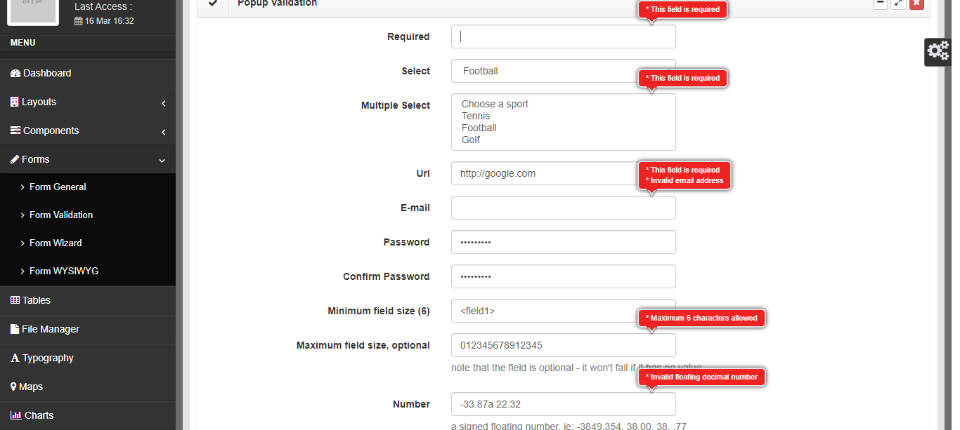 Last Access :
16 Mar 16:32
MENU
Dashboard
Layouts
Components
Forms
Form General
Form Validation
Form Wizard
Form WYSIWYG
Tables
File Manager
Typography
Maps
Charts
Popup Validation
* This field is required
Required
Select
Football
* This field is required
Multiple Select
Choose a sport
Tennis
Football
Golf
Url
http://google.com
* This field is required
* Invalid email address
E-mail
Password
•••••••••
Confirm Password
•••••••••
Minimum field size (6)
<field1>
* Maximum 6 characters allowed
Maximum field size, optional
012345678912345
note that the field is optional - it won't fail if it has no value
* Invalid floating decimal number
Number
-33.87a 22.32
a signed floating number, ie: -3849.354, 38.00, 38, .77